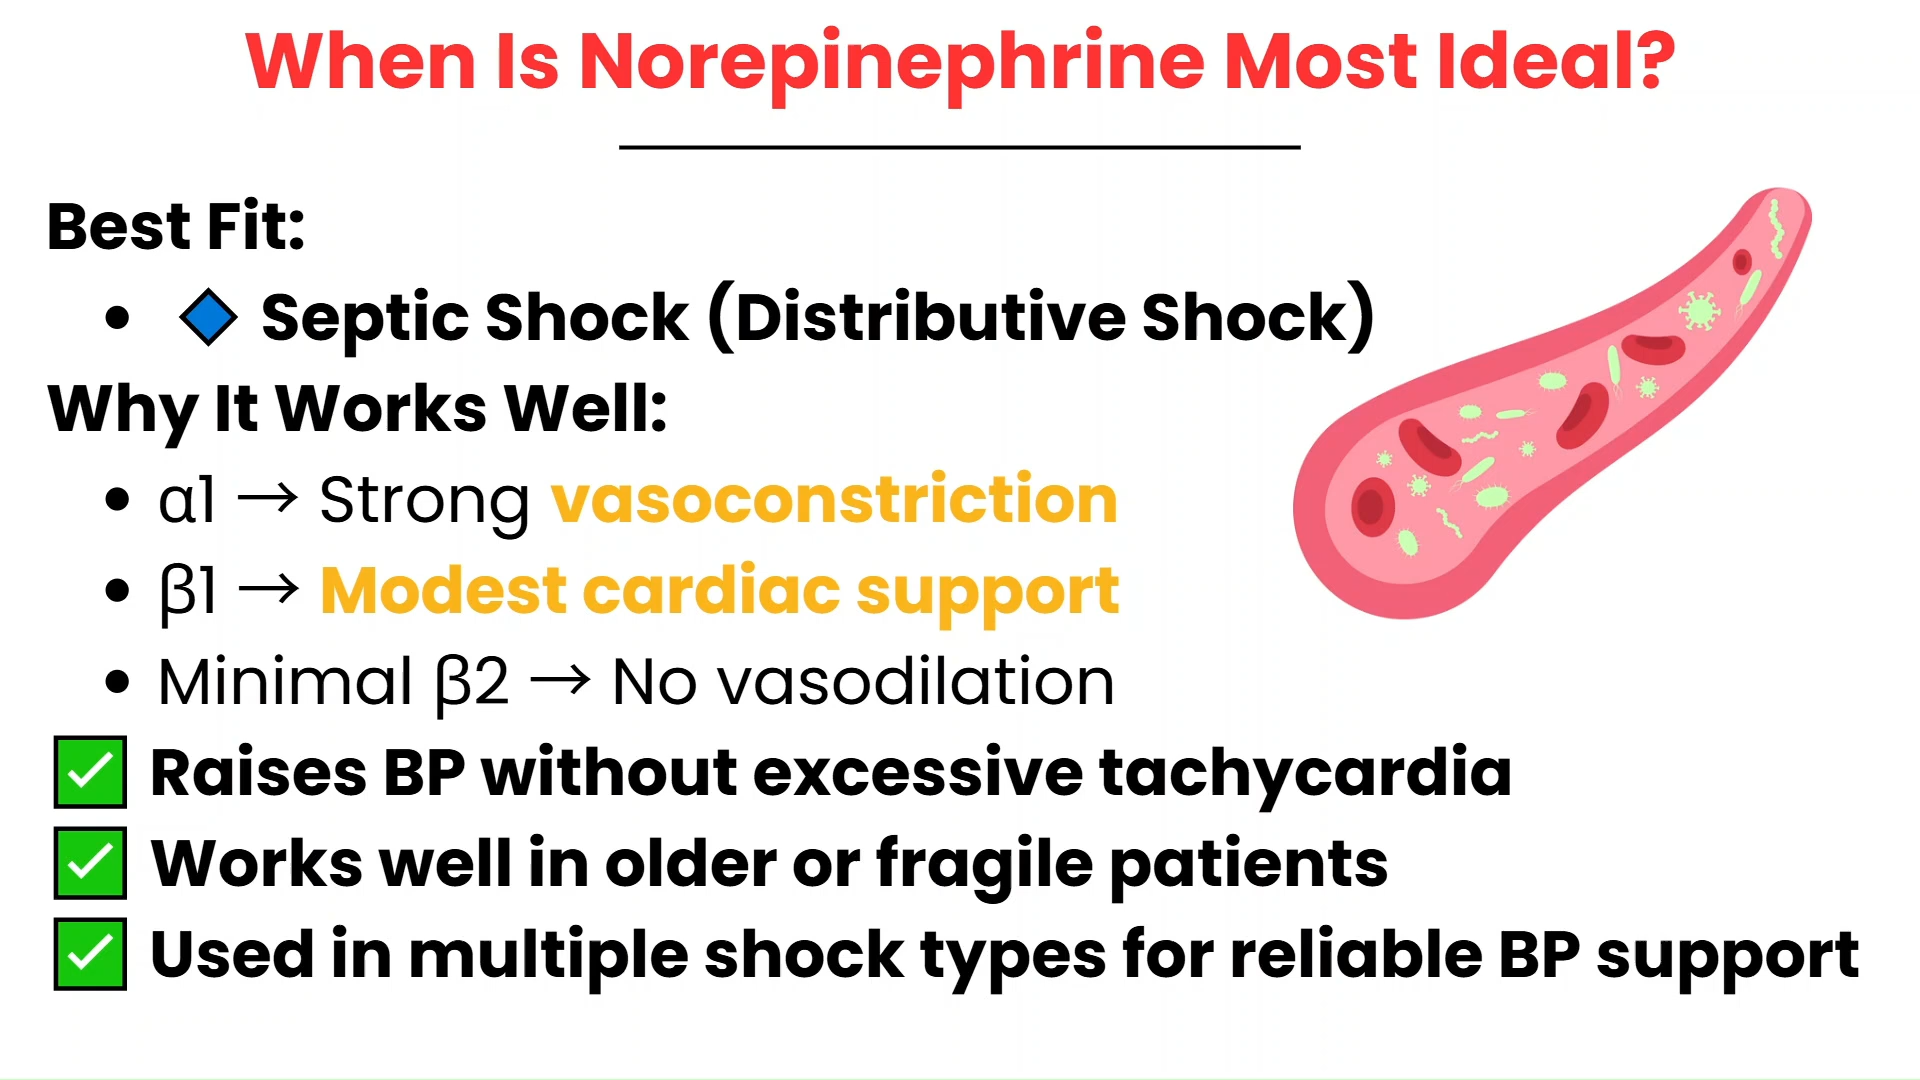 When Is Norepinephrine Most Ideal?
Best Fit:
• 🔷 Septic Shock (Distributive Shock)
Why It Works Well:
• α1 → Strong vasoconstriction
• β1 → Modest cardiac support
• Minimal β2 → No vasodilation
✅ Raises BP without excessive tachycardia
✅ Works well in older or fragile patients
✅ Used in multiple shock types for reliable BP support